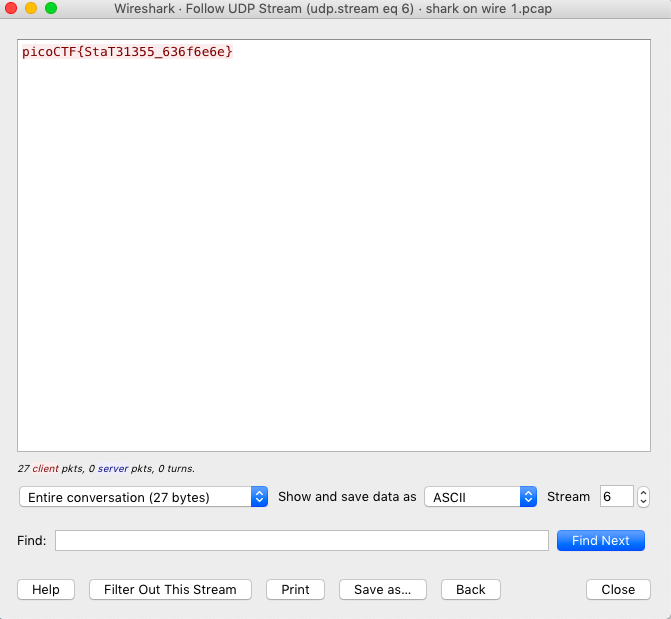 Wireshark · Follow UDP Stream (udp.stream eq 6) · shark on wire 1.pcap
picoCTF{StaT31355_636f6e6e}
27 client pkts, 0 server pkts, 0 turns.
Entire conversation (27 bytes) Show and save data as ASCII Stream 6
Find: Find Next
Help Filter Out This Stream Print Save as... Back Close